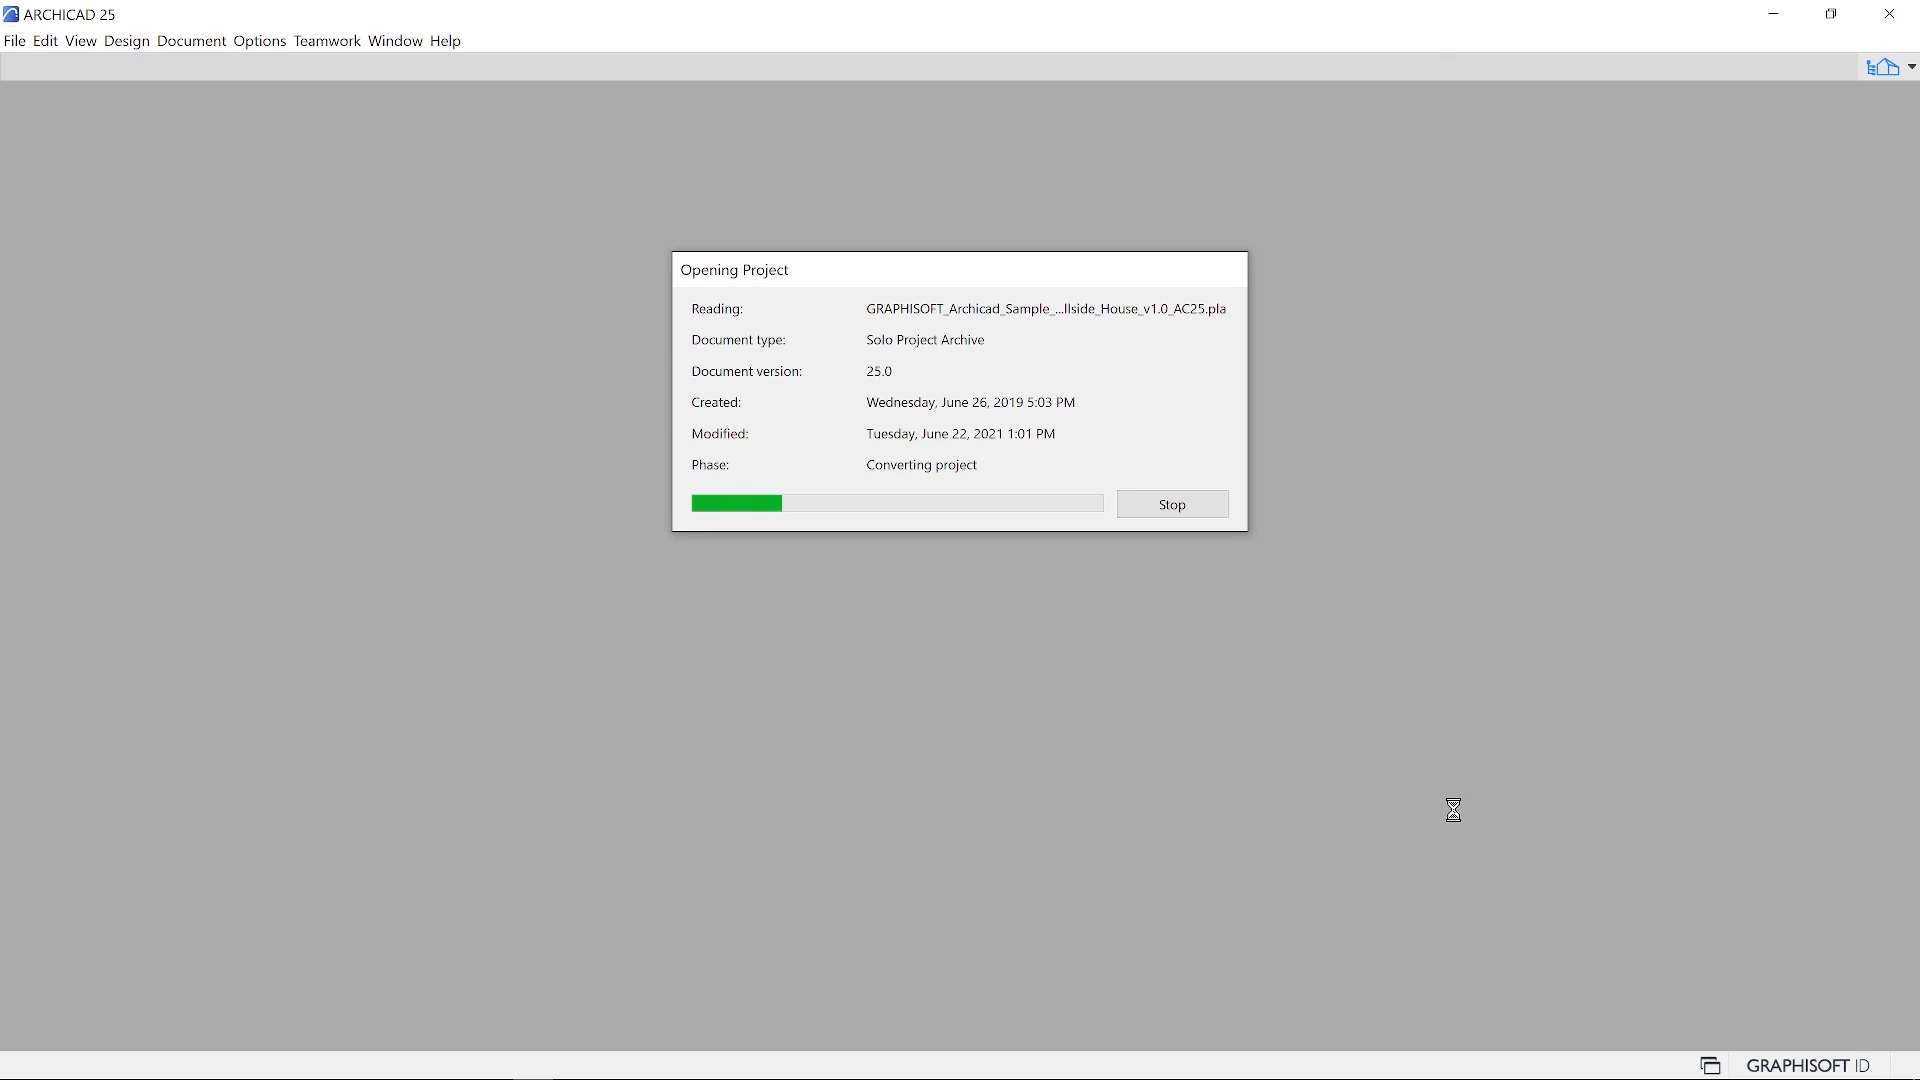 ARCHICAD 25
File Edit View Design Document Options Teamwork Window Help
Opening Project
Reading: GRAPHISOFT_Archicad_Sample_...llside_House_v1.0_AC25.pla
Document type: Solo Project Archive
Document version: 25.0
Created: Wednesday, June 26, 2019 5:03 PM
Modified: Tuesday, June 22, 2021 1:01 PM
Phase: Converting project
Stop
GRAPHISOFT ID